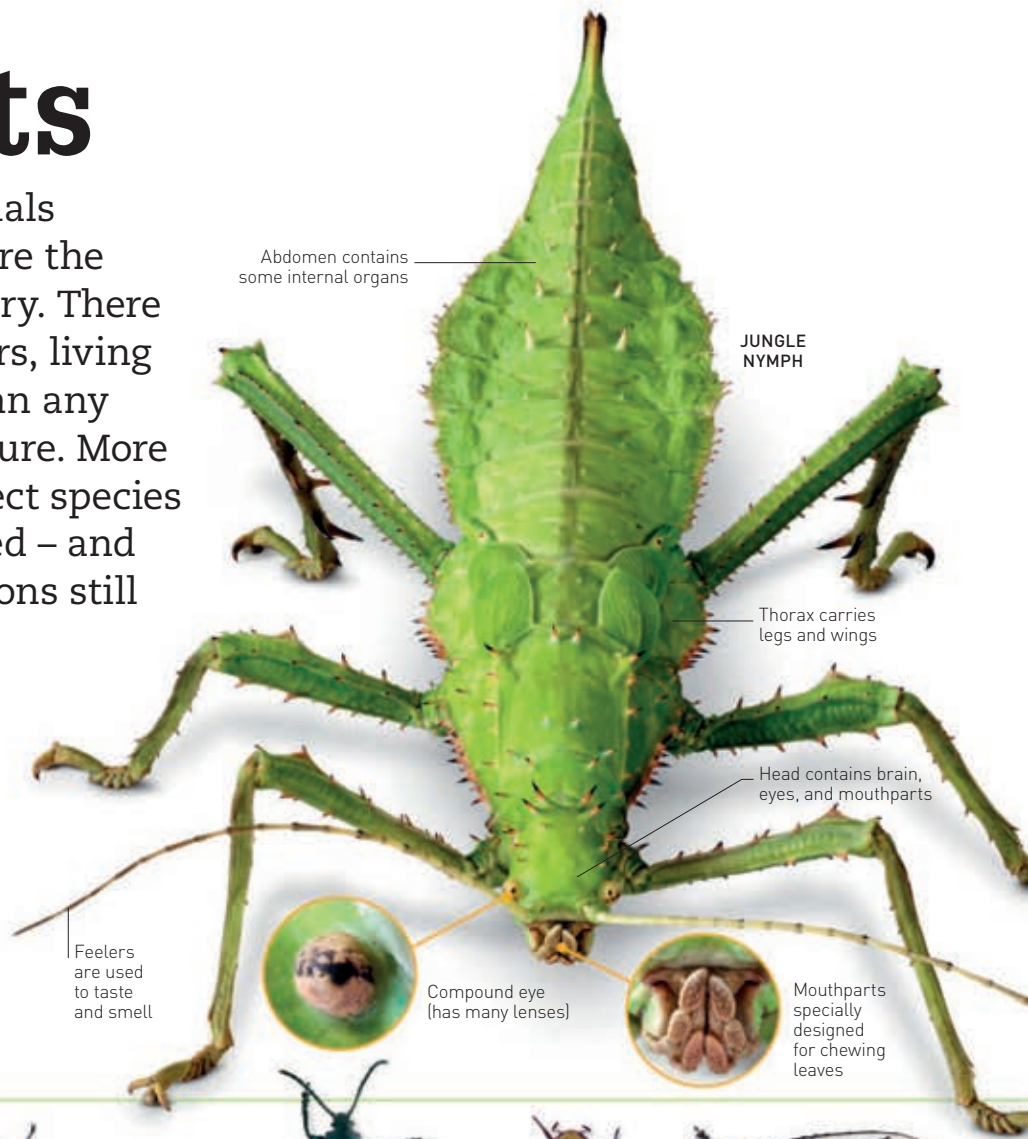 ts
als
re the
ry. There
rs, living
an any
ure. More
ect species
ed – and
ons still
Abdomen contains
some internal organs
JUNGLE
NYMPH
Thorax carries
legs and wings
Head contains brain,
eyes, and mouthparts
Feelers
are used
to taste
and smell
Compound eye
(has many lenses)
Mouthparts
specially
designed
for chewing
leaves